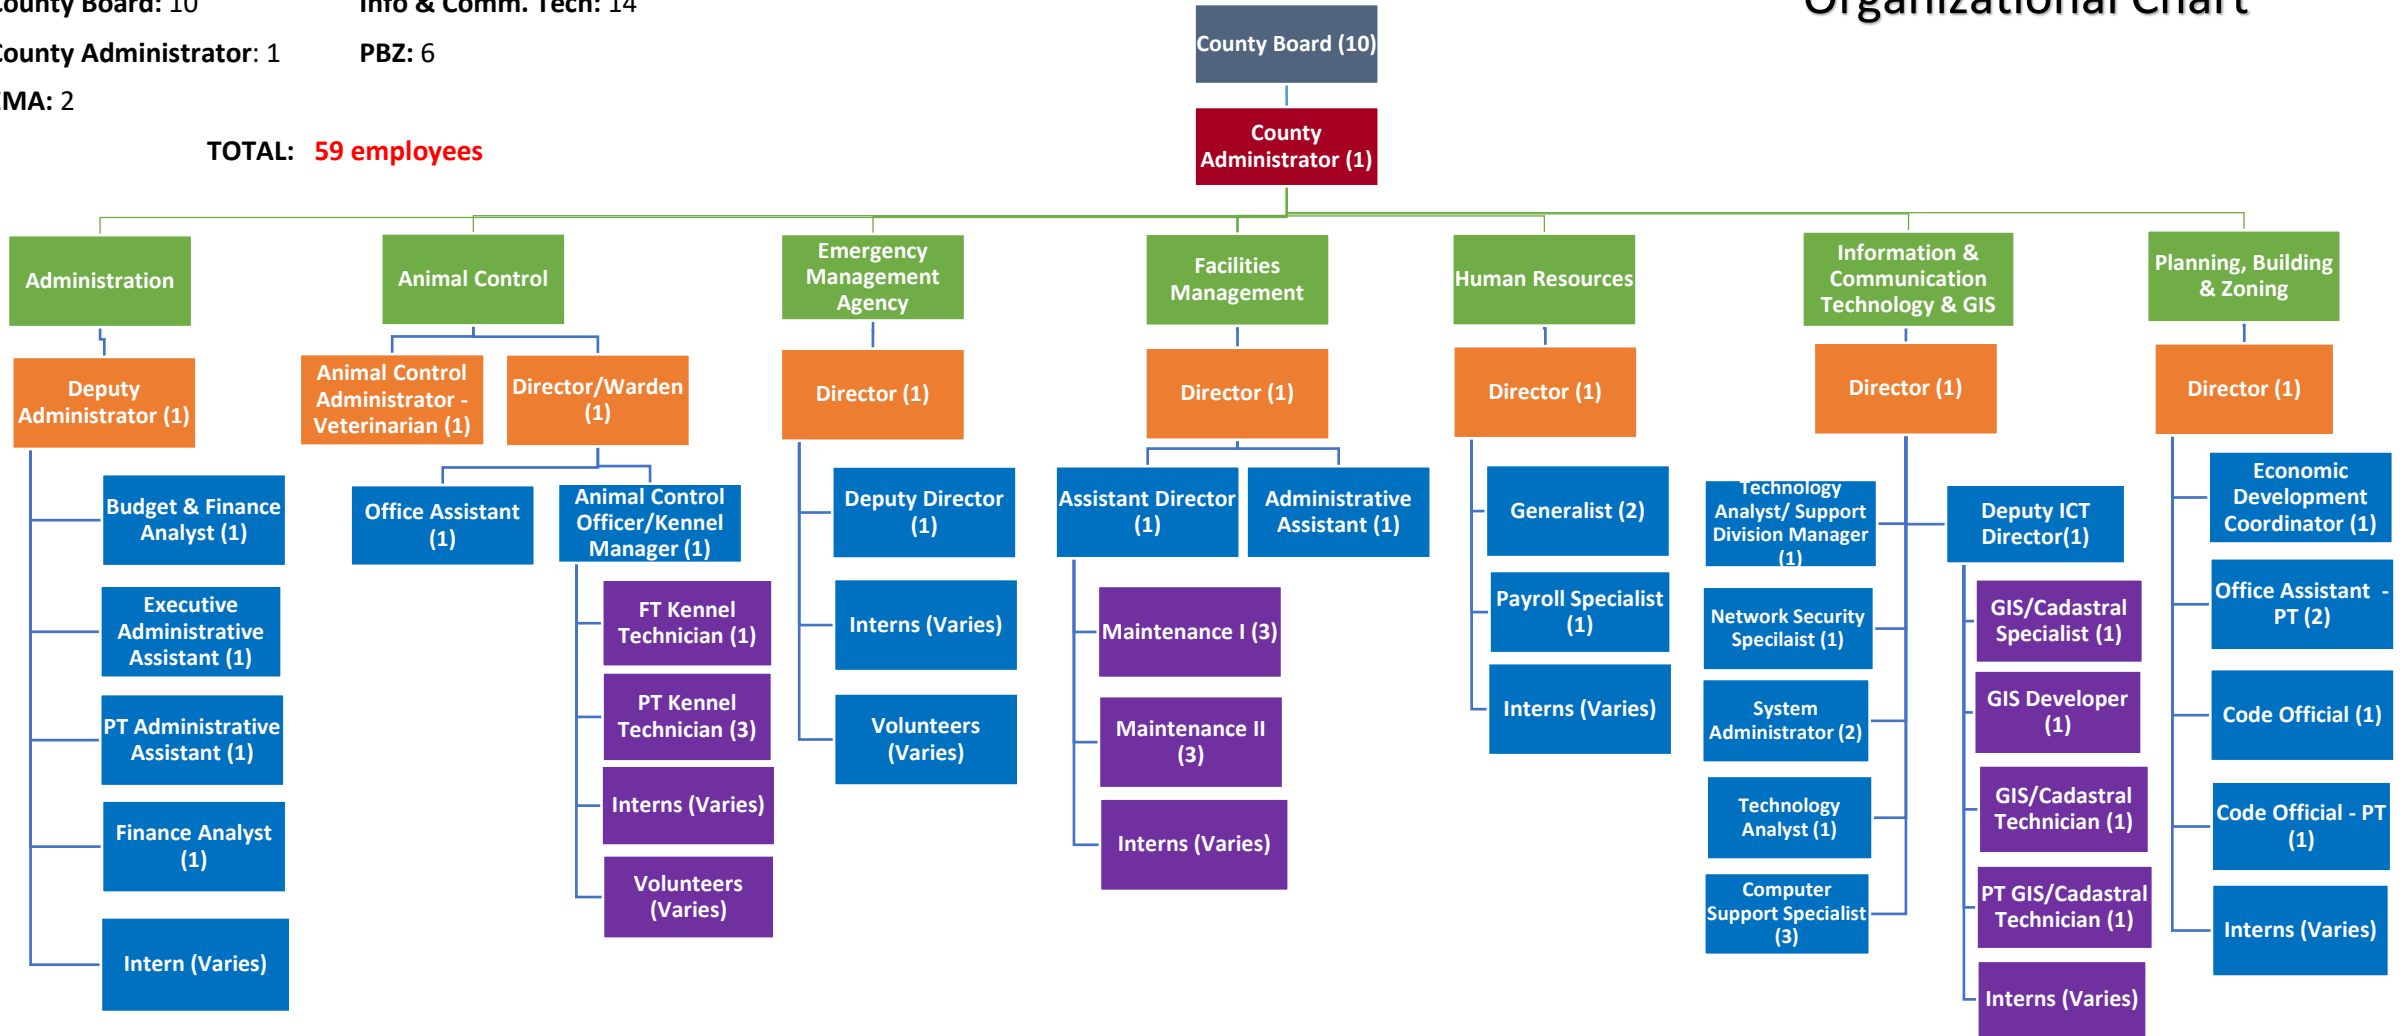 County Board: 10
Info & Comm. Tech: 14
Organizational Chart
County Administrator: 1
PBZ: 6
EMA: 2
TOTAL: 59 employees
County Board (10)
County
Administrator (1)
Administration
Animal Control
Emergency
Management
Agency
Facilities
Management
Human Resources
Information &
Communication
Technology & GIS
Planning, Building
& Zoning
Deputy
Administrator (1)
Animal Control
Administrator -
Veterinarian (1)
Director/Warden
(1)
Director (1)
Director (1)
Director (1)
Director (1)
Director (1)
Budget & Finance
Analyst (1)
Executive
Administrative
Assistant (1)
PT Administrative
Assistant (1)
Finance Analyst
(1)
Intern (Varies)
Office Assistant
(1)
Animal Control
Officer/Kennel
Manager (1)
FT Kennel
Technician (1)
PT Kennel
Technician (3)
Interns (Varies)
Volunteers
(Varies)
Deputy Director
(1)
Interns (Varies)
Volunteers
(Varies)
Assistant Director
(1)
Administrative
Assistant (1)
Maintenance I (3)
Maintenance II
(3)
Interns (Varies)
Generalist (2)
Payroll Specialist
(1)
Interns (Varies)
Technology
Analyst/ Support
Division Manager
(1)
Network Security
Specilaist (1)
System
Administrator (2)
Technology
Analyst (1)
Computer
Support Specialist
(3)
Deputy ICT
Director(1)
GIS/Cadastral
Specialist (1)
GIS Developer
(1)
GIS/Cadastral
Technician (1)
PT GIS/Cadastral
Technician (1)
Interns (Varies)
Economic
Development
Coordinator (1)
Office Assistant -
PT (2)
Code Official (1)
Code Official - PT
(1)
Interns (Varies)